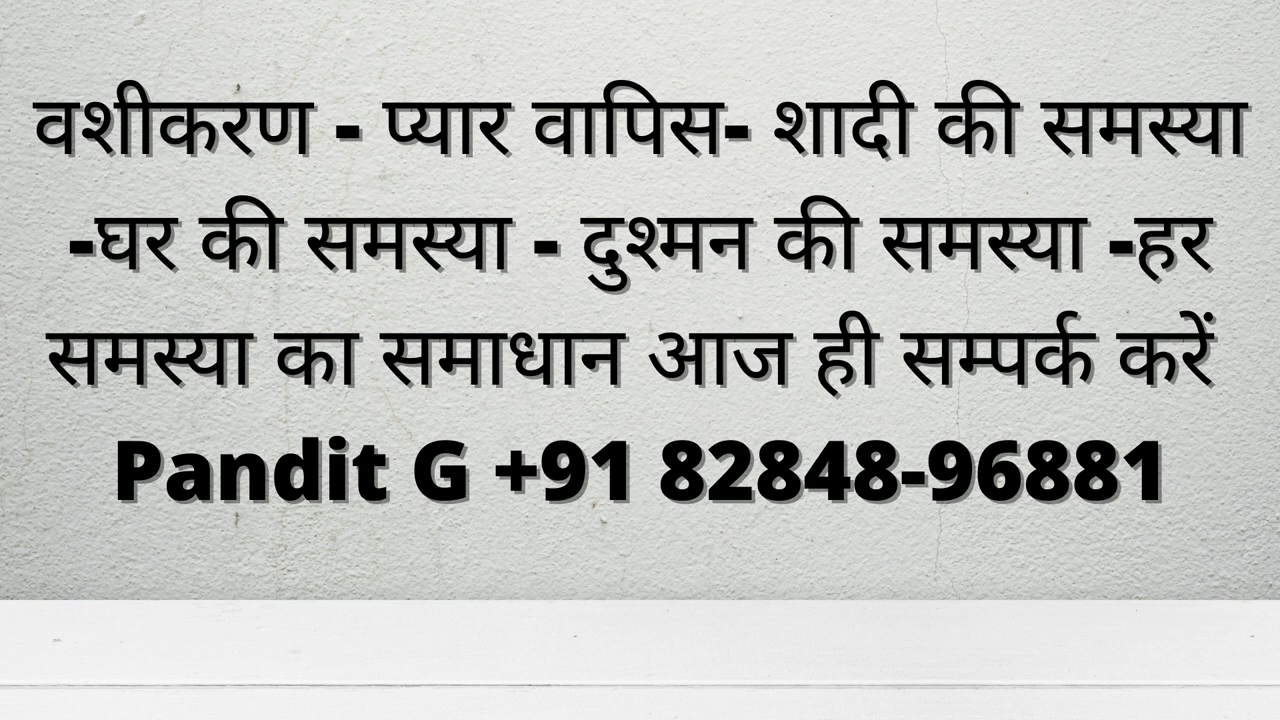 वशीकरण - प्यार वापिस- शादी की समस्या
-घर की समस्या - दुश्मन की समस्या -हर
समस्या का समाधान आज ही सम्पर्क करें
Pandit G +91 82848-96881